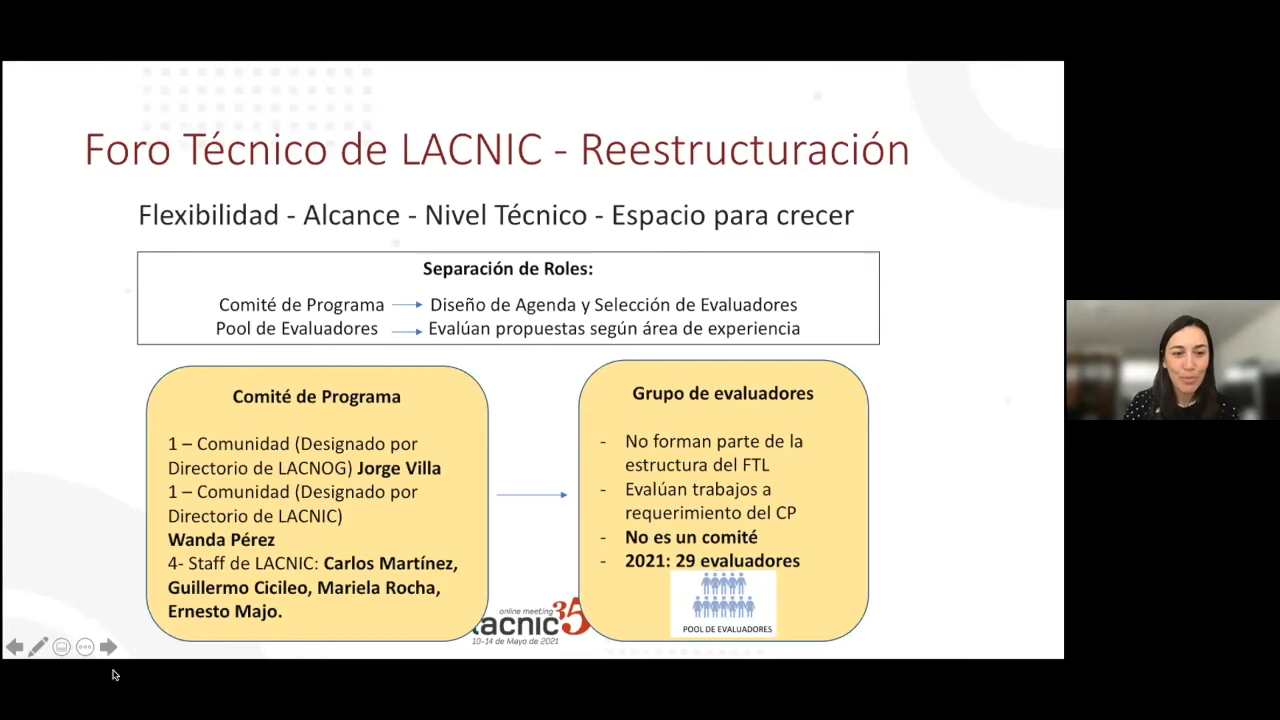 Foro Técnico de LACNIC - Reestructuración
Flexibilidad - Alcance - Nivel Técnico - Espacio para crecer
Separación de Roles:
Comité de Programa Diseño de Agenda y Selección de Evaluadores
Pool de Evaluadores Evalúan propuestas según área de experiencia
Comité de Programa
1 – Comunidad (Designado por
Directorio de LACNOG) Jorge Villa
1 – Comunidad (Designado por
Directorio de LACNIC)
Wanda Pérez
4- Staff de LACNIC: Carlos Martínez,
Guillermo Cicileo, Mariela Rocha,
Ernesto Majo.
Grupo de evaluadores
- No forman parte de la
estructura del FTL
- Evalúan trabajos a
requerimiento del CP
- No es un comité
- 2021: 29 evaluadores
POOL DE EVALUADORES
online meeting
lacnic 35
10-14 de Mayo de 2021